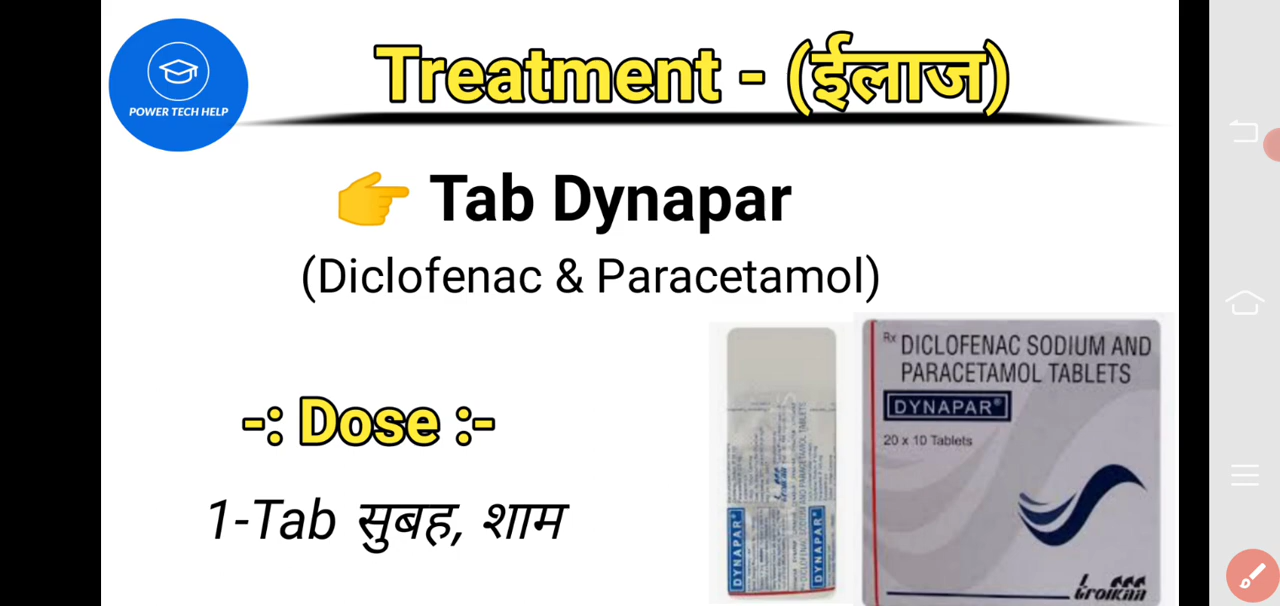 Treatment - (ईलाज)
POWER TECH HELP
Tab Dynapar
(Diclofenac & Paracetamol)
Rx DICLOFENAC SODIUM AND
PARACETAMOL TABLETS
DYNAPAR®
20 x 10 Tablets
-: Dose :-
1-Tab सुबह, शाम
DYNAPAR®
DICLOFENAC SODIUM AND PARACETAMOL TABLETS
DYNAPAR®
troikaa